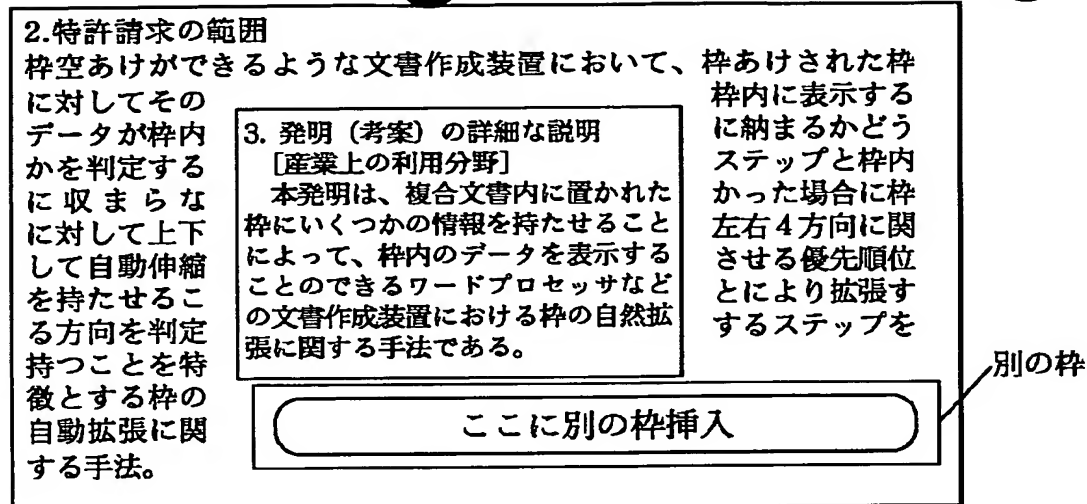 2.特許請求の範囲
枠空あけができるような文書作成装置において、枠あけされた枠
に対してその 枠内に表示する
データが枠内 に納まるかどう
かを判定する ステップと枠内
に収まらな かった場合に枠
に対して上下 左右4方向に関
して自動伸縮 させる優先順位
を持たせるこ とにより拡張す
る方向を判定 するステップを
持つことを特
徴とする枠の
自動拡張に関
する手法。
3. 発明(考案)の詳細な説明
[産業上の利用分野]
本発明は、複合文書内に置かれた
枠にいくつかの情報を持たせること
によって、枠内のデータを表示する
ことのできるワードプロセッサなど
の文書作成装置における枠の自然拡
張に関する手法である。
ここに別の枠挿入
別の枠